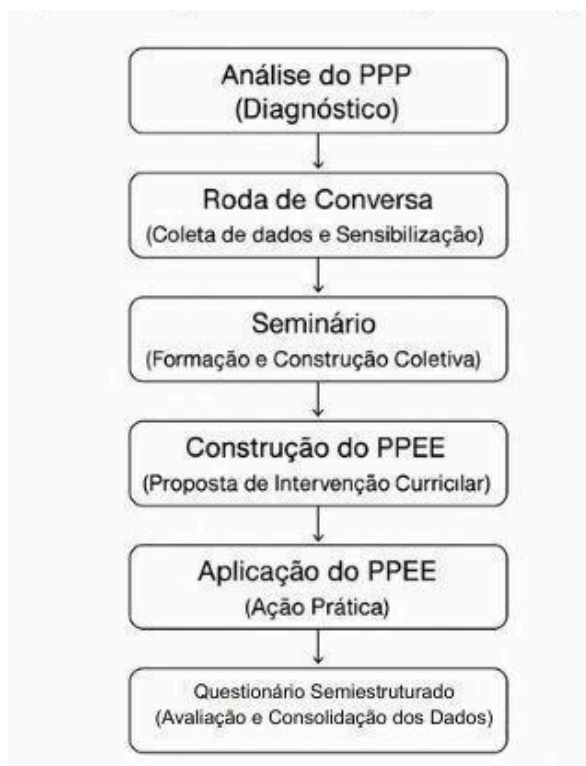 Análise do PPP
(Diagnóstico)
Roda de Conversa
(Coleta de dados e Sensibilização)
Seminário
(Formação e Construção Coletiva)
Construção do PPEE
(Proposta de Intervenção Curricılar)
Aplicação do PPEE
(Ação Prática)
Questionário Semiestruturado
(Avaliação e Consolidação dos Dados)